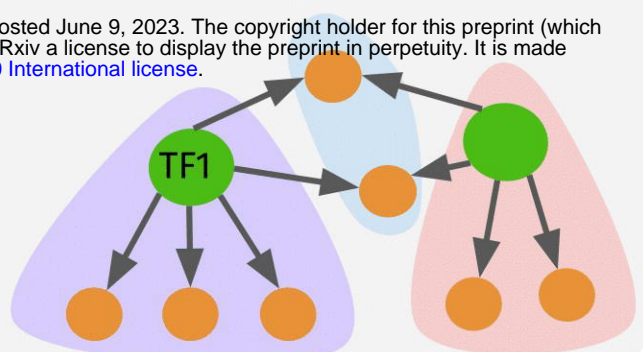 osted June 9, 2023. The copyright holder for this preprint (which
Rxiv a license to display the preprint in perpetuity. It is made
International license.
TF1